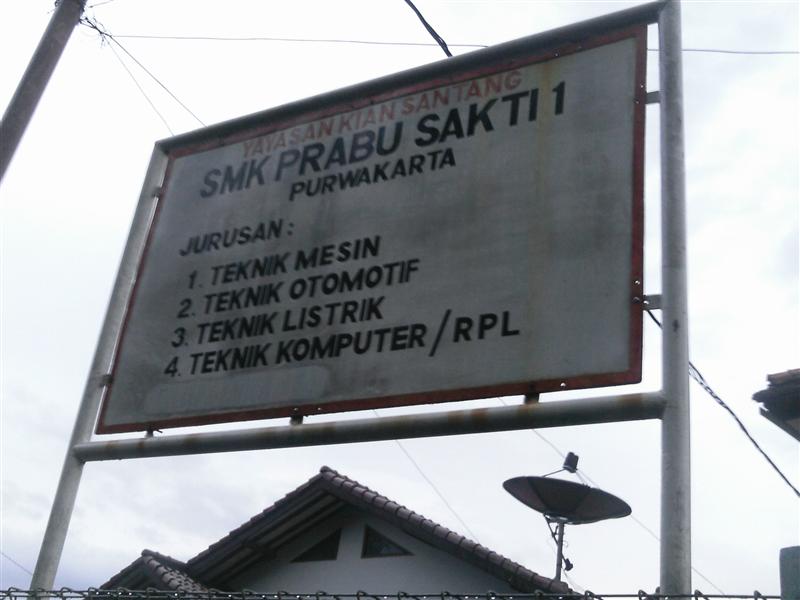 YAYASAN KIAN SANTANG
SMK PRABU SAKTI 1
PURWAKARTA
JURUSAN :
1. TEKNIK MESIN
2. TEKNIK OTOMOTIF
3. TEKNIK LISTRIK
4. TEKNIK KOMPUTER/RPL